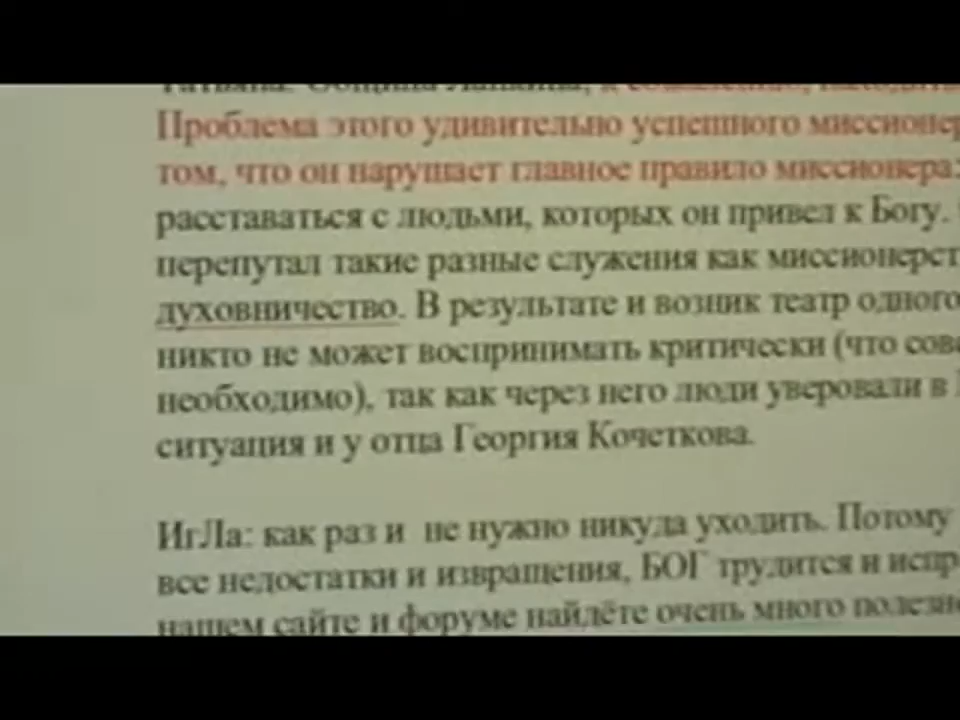 Проблема этого удивительно успешного миссионер
том, что он нарушает главное правило миссионера:
расставаться с людьми, которых он привел к Богу.
перепутал такие разные служения как миссионерст
духовничество. В результате и возник театр одного
никто не может воспринимать критически (что сов
необходимо), так как через него люди уверовали в
ситуация и у отца Георгия Кочеткова.
ИгЛа: как раз и не нужно никуда уходить. Потому
все недостатки и извращения, БОГ трудится и испр
нашем сайте и форуме найдёте очень много полезн